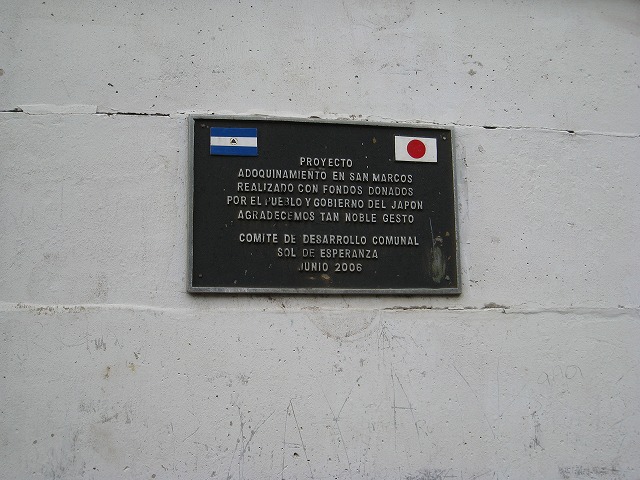 PROYECTO
ADOQUINAMIENTO EN SAN MARCOS
REALIZADO CON FONDOS DONADOS
POR EL PUEBLO Y GOBIERNO DEL JAPON
AGRADECEMOS TAN NOBLE GESTO
COMITE DE DESARROLLO COMUNAL
SOL DE ESPERANZA
JUNIO 2006